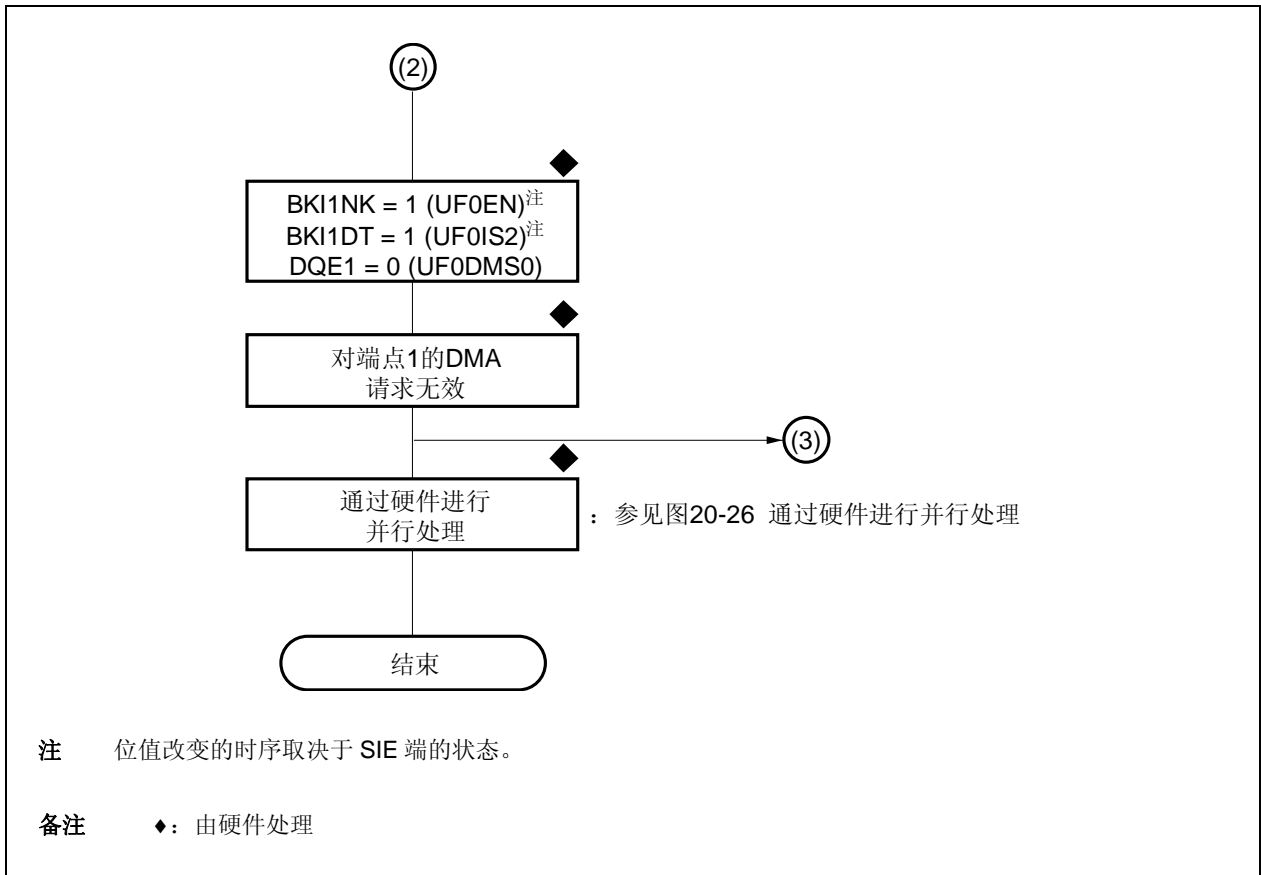 (2)
BKI1NK = 1 (UF0EN)注
BKI1DT = 1 (UF0IS2)注
DQE1 = 0 (UF0DMS0)
对端点1的DMA
请求无效
(3)
通过硬件进行
并行处理
：参见图20-26 通过硬件进行并行处理
结束
注 位值改变的时序取决于 SIE 端的状态。
备注 ♦：由硬件处理